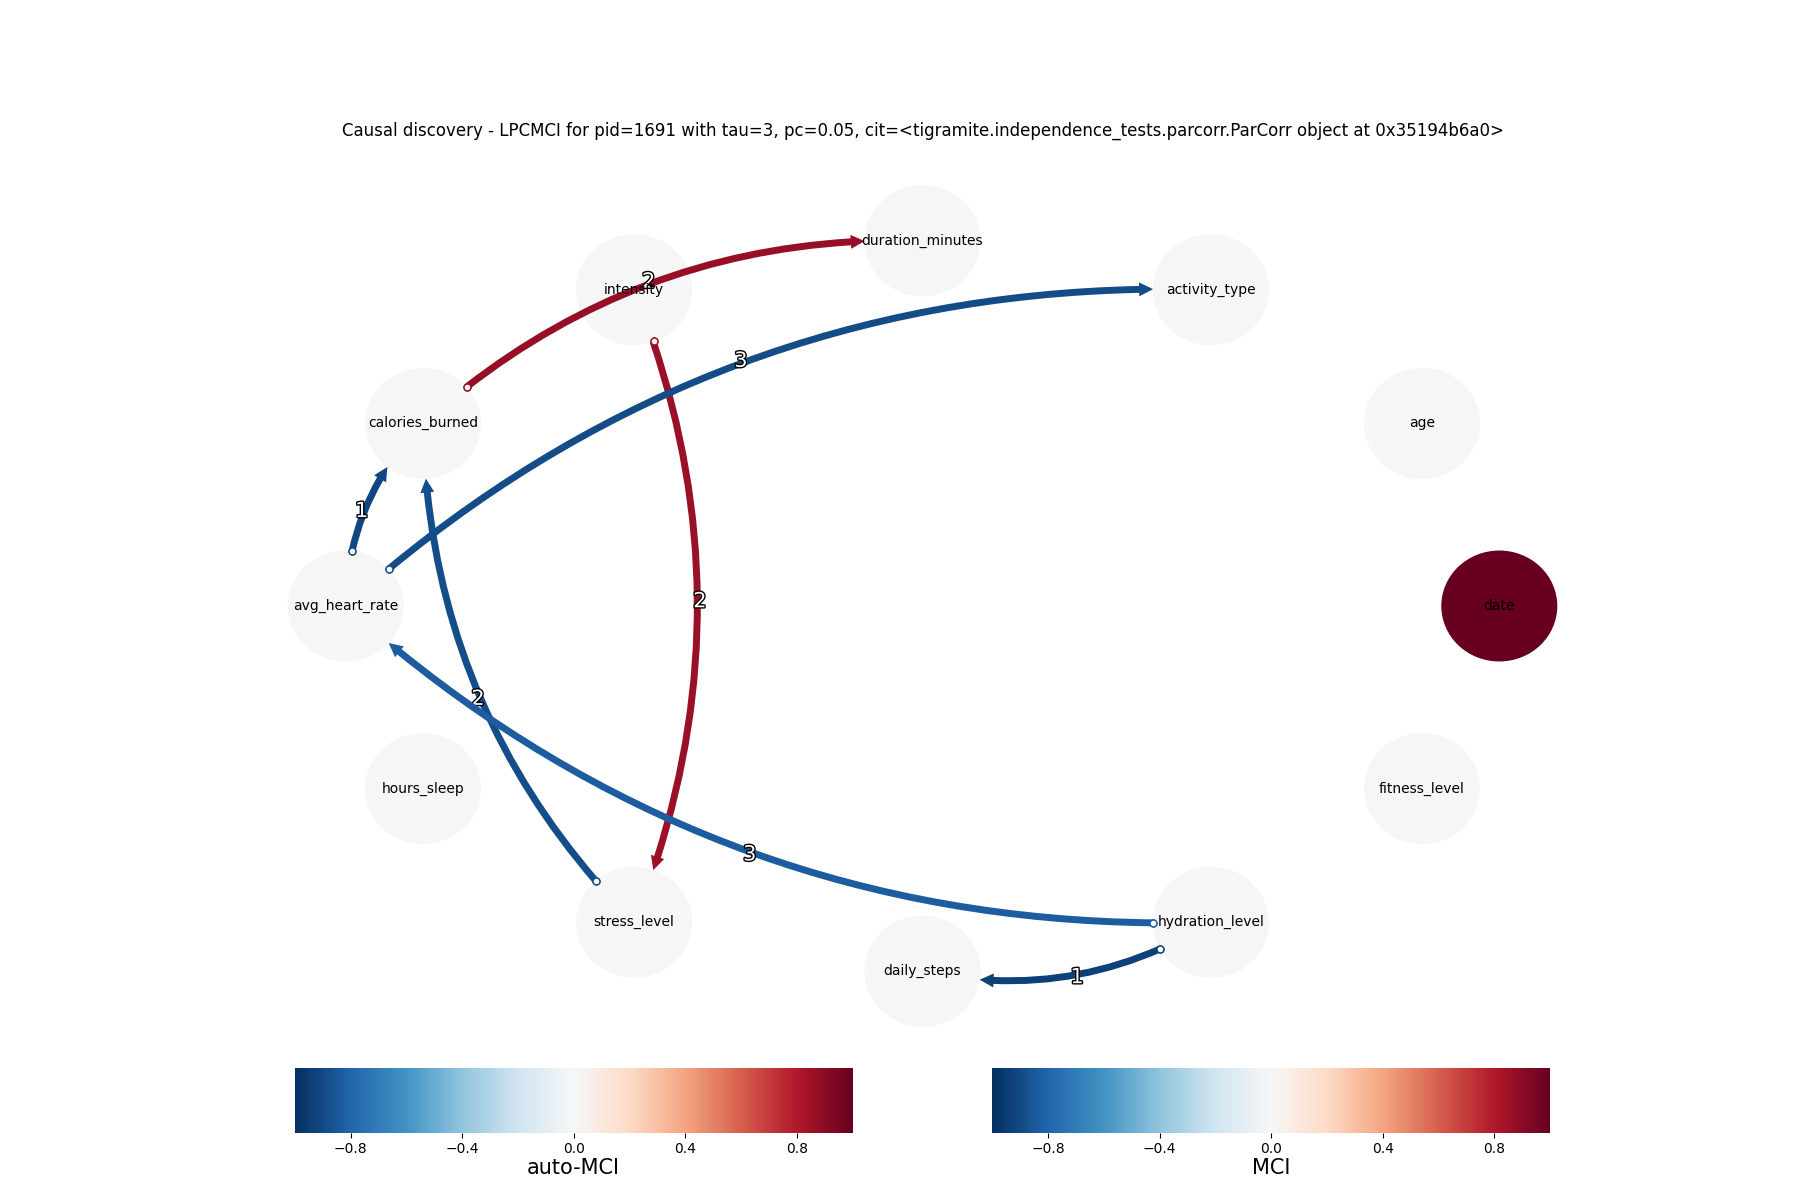 Causal discovery - LPCMCI for pid=1691 with tau=3, pc=0.05, cit=<tigramite.independence_tests.parcorr.ParCorr object at 0x35194b6a0>
duration_minutes
2
intensity
activity_type
3
calories_burned
age
1
2
avg_heart_rate
date
2
hours_sleep
fitness_level
3
stress_level
hydration_level
daily_steps
1
−0.8 −0.4 0.0 0.4 0.8
auto-MCI
−0.8 −0.4 0.0 0.4 0.8
MCI